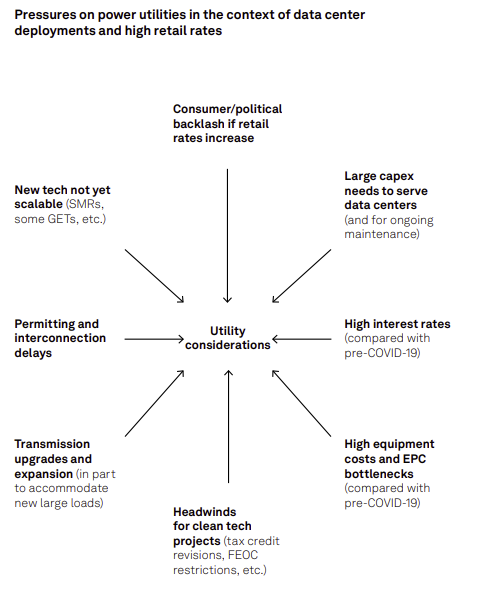 Pressures on power utilities in the context of data center
deployments and high retail rates
Consumer/political
backlash if retail
rates increase
Large capex
needs to serve
data centers
(and for ongoing
maintenance)
New tech not yet
scalable (SMRs,
some GETs, etc.)
Permitting and
interconnection
delays
Utility
considerations
High interest rates
(compared with
pre-COVID-19)
Transmission
upgrades and
expansion (in part
to accommodate
new large loads)
High equipment
costs and EPC
bottlenecks
(compared with
pre-COVID-19)
Headwinds
for clean tech
projects (tax credit
revisions, FEOC
restrictions, etc.)